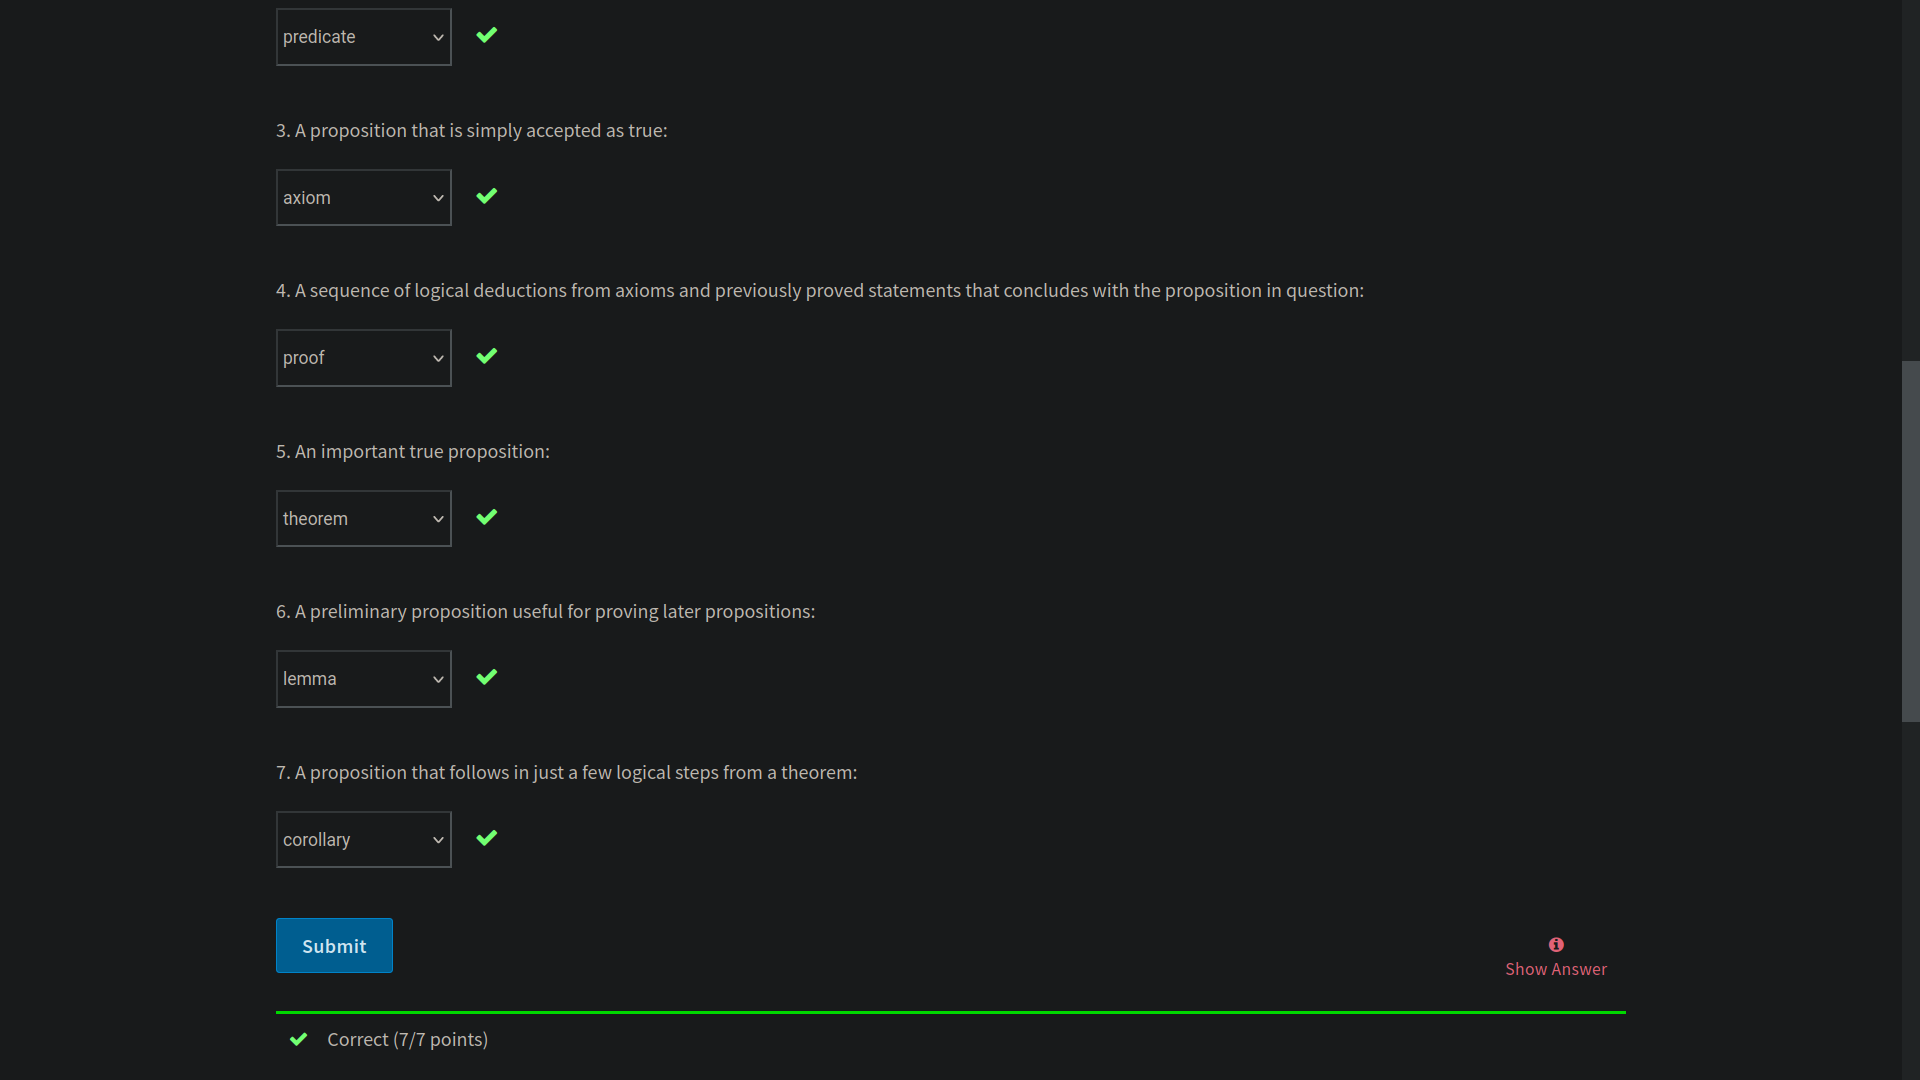 predicate
3. A proposition that is simply accepted as true:
axiom
4. A sequence of logical deductions from axioms and previously proved statements that concludes with the proposition in question:
proof
5. An important true proposition:
theorem
6. A preliminary proposition useful for proving later propositions:
lemma
7. A proposition that follows in just a few logical steps from a theorem:
corollary
Submit
Show Answer
Correct (7/7 points)